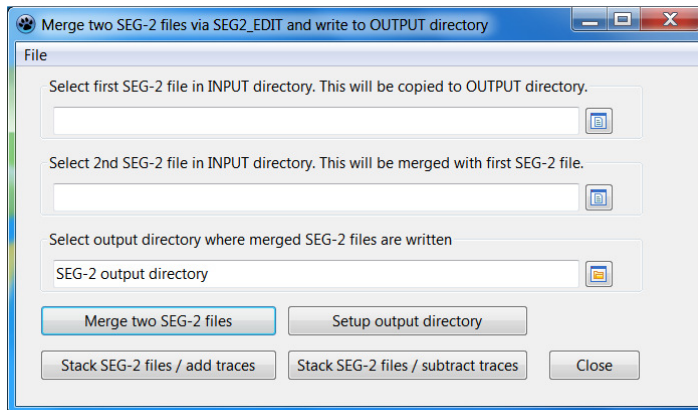 Merge two SEG-2 files via SEG2_EDIT and write to OUTPUT directory
File
Select first SEG-2 file in INPUT directory. This will be copied to OUTPUT directory.
Select 2nd SEG-2 file in INPUT directory. This will be merged with first SEG-2 file.
Select output directory where merged SEG-2 files are written
SEG-2 output directory
Merge two SEG-2 files
Setup output directory
Stack SEG-2 files / add traces
Stack SEG-2 files / subtract traces
Close